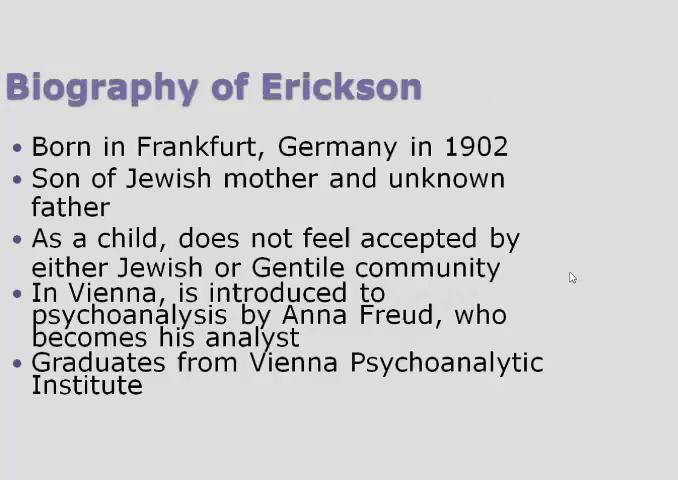 Biography of Erickson
• Born in Frankfurt, Germany in 1902
• Son of Jewish mother and unknown
father
• As a child, does not feel accepted by
either Jewish or Gentile community
• In Vienna, is introduced to
psychoanalysis by Anna Freud, who
becomes his analyst
• Graduates from Vienna Psychoanalytic
Institute